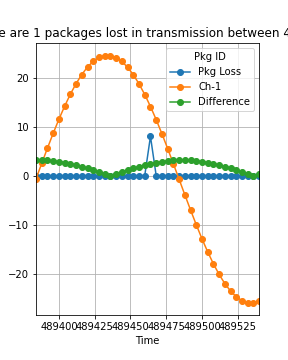 e are 1 packages lost in transmission between 4
Pkg ID
Pkg Loss
Ch-1
Difference
20
10
0
−10
−20
489400
489425
489450
489475
489500
489525
Time